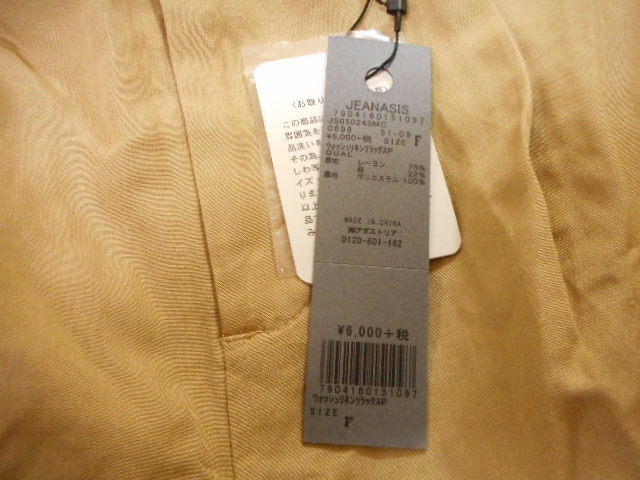 JEANASIS
7904160151097
JS050243MC
0699 51-09
¥6,000+税 SIZE F
ウォッシュリネンリラックスP
QUAL.
表地 レーヨン 78%
麻 22%
裏地 ポリエステル 100%
MADE IN CHINA
㈱アダストリア
0120-601-162
¥6,000+税
7904160151097
ウォッシュリネンリラックスP
SIZE
F
〈お取り
この商品は
雰囲気を
品洗いを
その為、
しわ等
イズ
りま
以上
品て
み